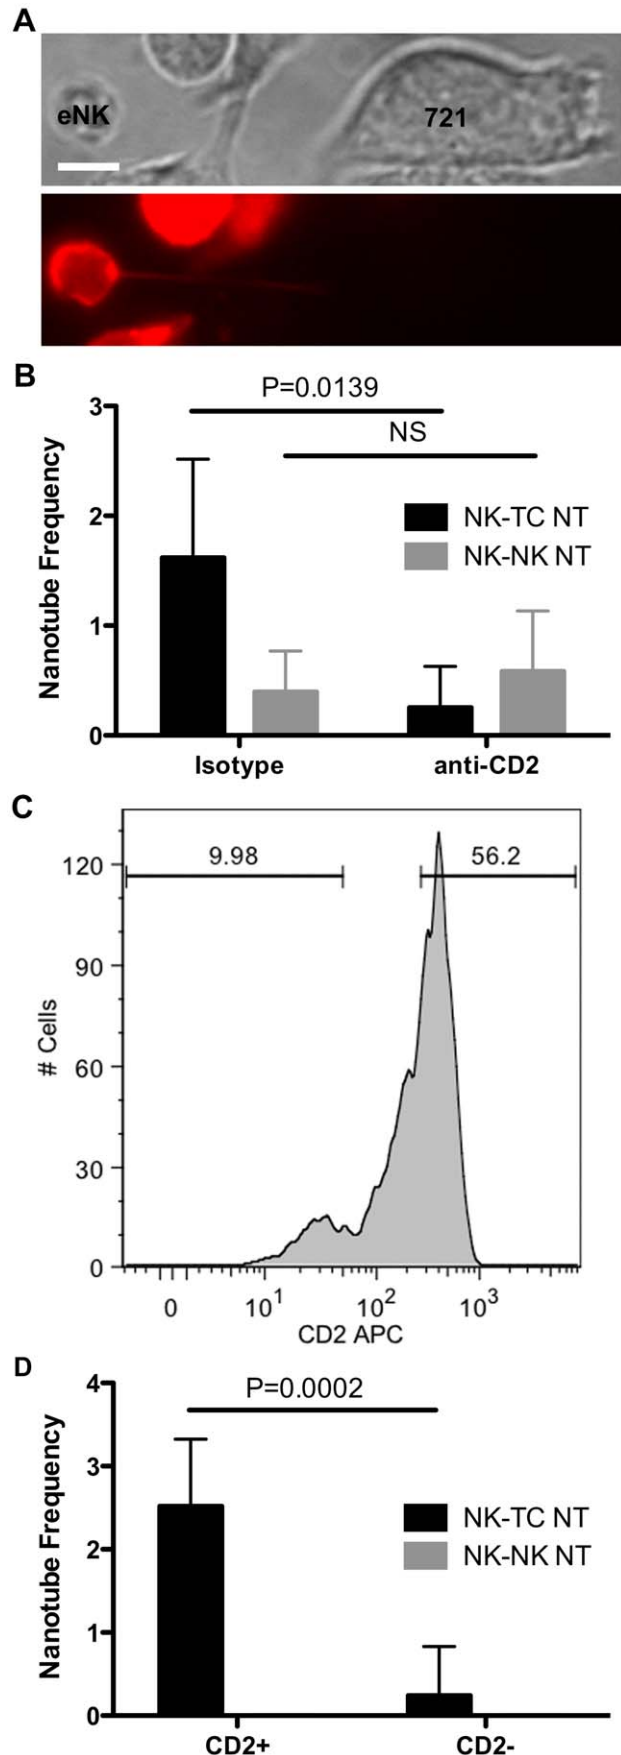 A
eNK
721
B
P=0.0139
NS
3
2
1
0
Nanotube Frequency
NK-TC NT
NK-NK NT
Isotype anti-CD2
C
9.98 56.2
120
90
60
30
0
# Cells
0 10¹ 10² 10³
CD2 APC
D
P=0.0002
4
3
2
1
0
Nanotube Frequency
NK-TC NT
NK-NK NT
CD2+ CD2-